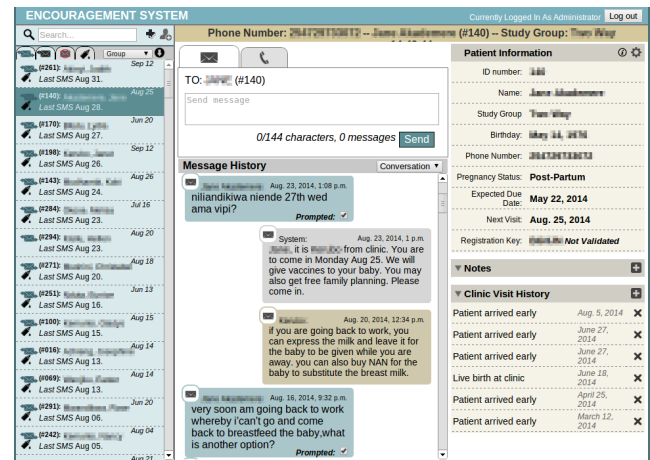 ENCOURAGEMENT SYSTEM
Currently Logged In As Administrator Log out
Search...
Phone Number: -- (#140) -- Study Group:
Group
(#261): Sep 12
Last SMS Aug 31.
(#140): Aug 25
Last SMS Aug 28.
(#170): Jun 20
Last SMS Aug 27.
(#198): Sep 12
Last SMS Aug 26.
(#143): Aug 26
Last SMS Aug 24.
(#284): Jul 16
Last SMS Aug 23.
(#294): Aug 20
Last SMS Aug 23.
(#271): Aug 18
Last SMS Aug 20.
(#251): Jun 13
Last SMS Aug 16.
(#100): Aug 15
Last SMS Aug 15.
(#016): Aug 14
Last SMS Aug 13.
(#069): Aug 14
Last SMS Aug 13.
(#291): Jun 20
Last SMS Aug 06.
(#242): Aug 04
Last SMS Aug 05.
Aug 21
TO: (#140)
Send message
0/144 characters, 0 messages Send
Message History Conversation
Aug. 23, 2014, 1:08 p.m.
niliandikiwa niende 27th wed
ama vipi?
Prompted:
System: Aug. 23, 2014, 1 p.m.
it is from clinic. You are
to come in Monday Aug 25. We will
give vaccines to your baby. You may
also get free family planning. Please
come in.
Aug. 20, 2014, 12:34 p.m.
if you are going back to work, you
can express the milk and leave it for
the baby to be given while you are
away. you can also buy NAN for the
baby to substitute the breast milk.
Aug. 16, 2014, 9:32 p.m.
very soon am going back to work
whereby i'can't go and come
back to breastfeed the baby,what
is another option?
Prompted:
Patient Information
ID number:
Name:
Study Group
Birthday:
Phone Number:
Pregnancy Status: Post-Partum
Expected Due
Date: May 22, 2014
Next Visit: Aug. 25, 2014
Registration Key: Not Validated
Notes
Clinic Visit History
Patient arrived early Aug. 5, 2014
Patient arrived early June 27,
2014
Patient arrived early June 27,
2014
Live birth at clinic June 18,
2014
Patient arrived early April 25,
2014
Patient arrived early March 12,
2014